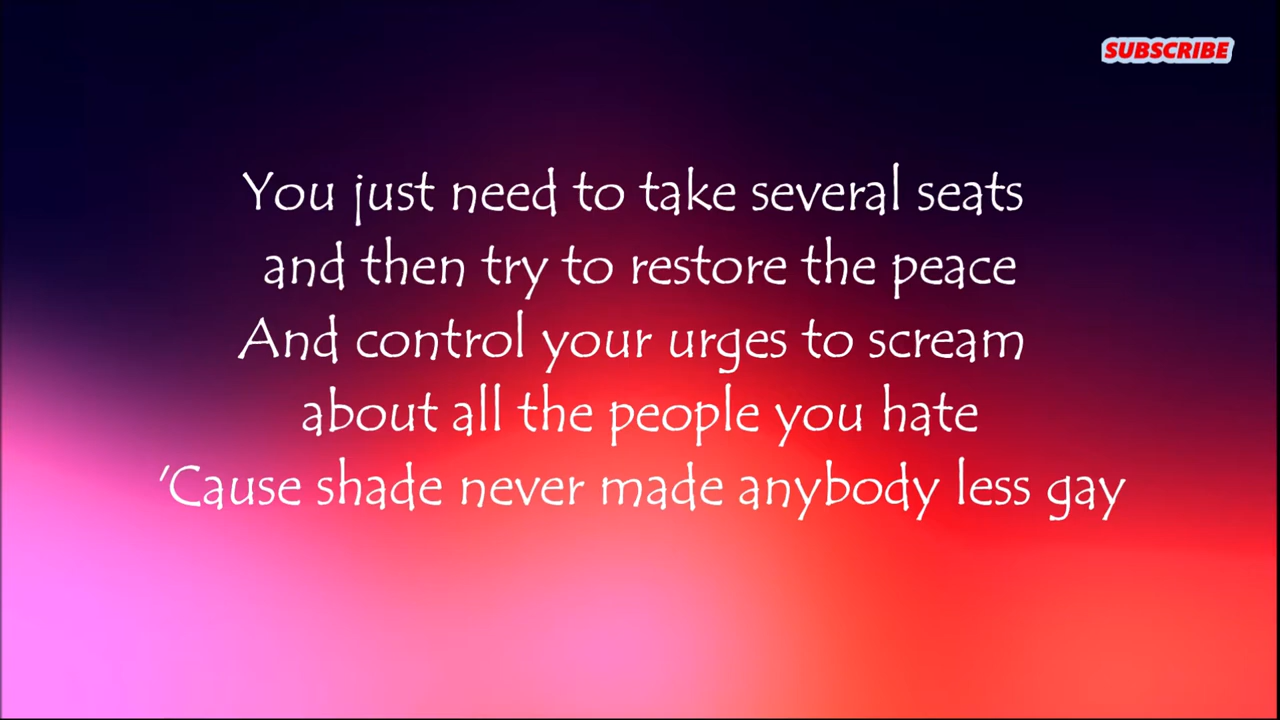 SUBSCRIBE
You just need to take several seats
and then try to restore the peace
And control your urges to scream
about all the people you hate
'Cause shade never made anybody less gay